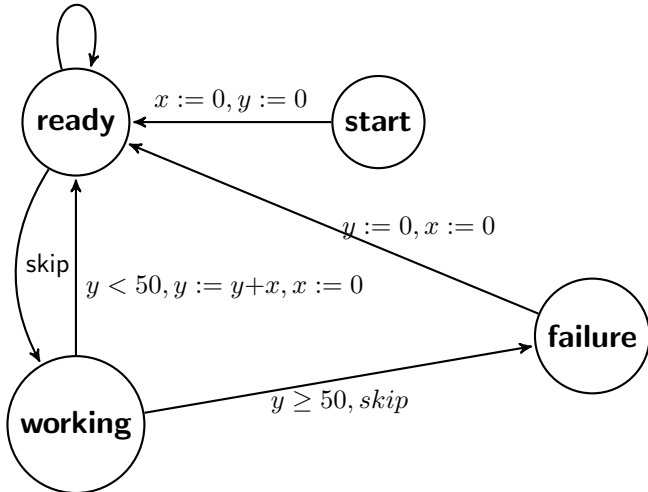 x := 0, y := 0
ready
start
y := 0, x := 0
skip
y < 50, y := y+x, x := 0
failure
y ≥ 50, skip
working